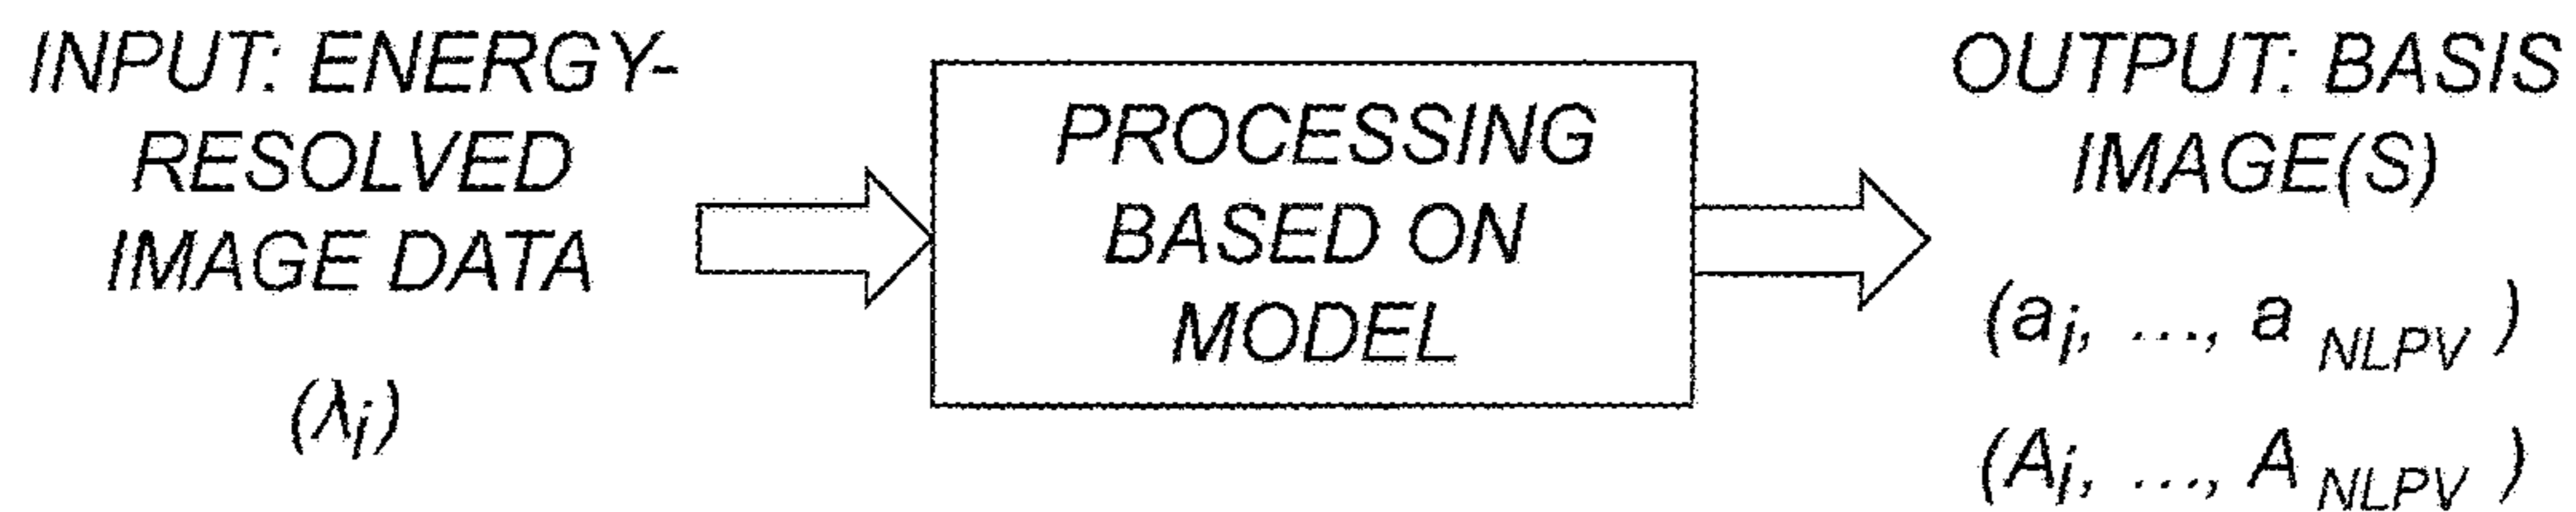 INPUT: ENERGY-
RESOLVED
IMAGE DATA
(λi)
PROCESSING
BASED ON
MODEL
OUTPUT: BASIS
IMAGE(S)
(ai, ..., a NLPV )
(Ai, ..., A NLPV )